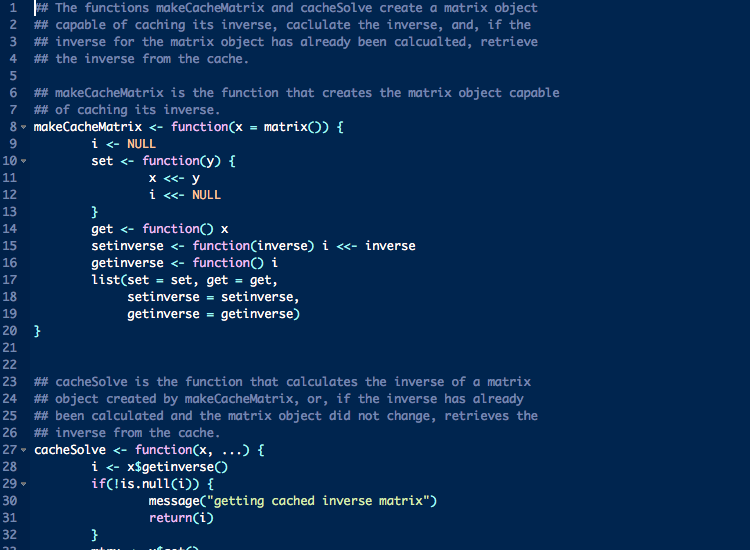 1 ## The functions makeCacheMatrix and cacheSolve create a matrix object
2 ## capable of caching its inverse, caclulate the inverse, and, if the
3 ## inverse for the matrix object has already been calcualted, retrieve
4 ## the inverse from the cache.
5
6 ## makeCacheMatrix is the function that creates the matrix object capable
7 ## of caching its inverse.
8 makeCacheMatrix <- function(x = matrix()) {
9         i <- NULL
10         set <- function(y) {
11                 x <<- y
12                 i <<- NULL
13         }
14         get <- function() x
15         setinverse <- function(inverse) i <<- inverse
16         getinverse <- function() i
17         list(set = set, get = get,
18              setinverse = setinverse,
19              getinverse = getinverse)
20 }
21
22
23 ## cacheSolve is the function that calculates the inverse of a matrix
24 ## object created by makeCacheMatrix, or, if the inverse has already
25 ## been calculated and the matrix object did not change, retrieves the
26 ## inverse from the cache.
27 cacheSolve <- function(x, ...) {
28         i <- x$getinverse()
29         if(!is.null(i)) {
30                 message("getting cached inverse matrix")
31                 return(i)
32         }